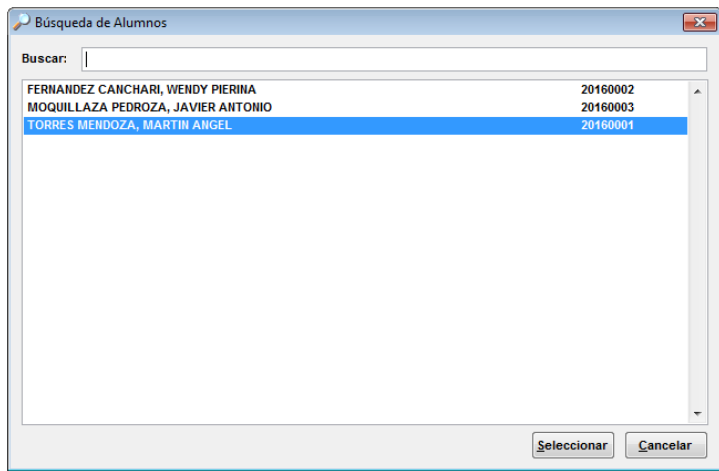 Búsqueda de Alumnos
Buscar:
FERNANDEZ CANCHARI, WENDY PIERINA 20160002
MOQUILLAZA PEDROZA, JAVIER ANTONIO 20160003
TORRES MENDOZA, MARTIN ANGEL 20160001
Seleccionar Cancelar